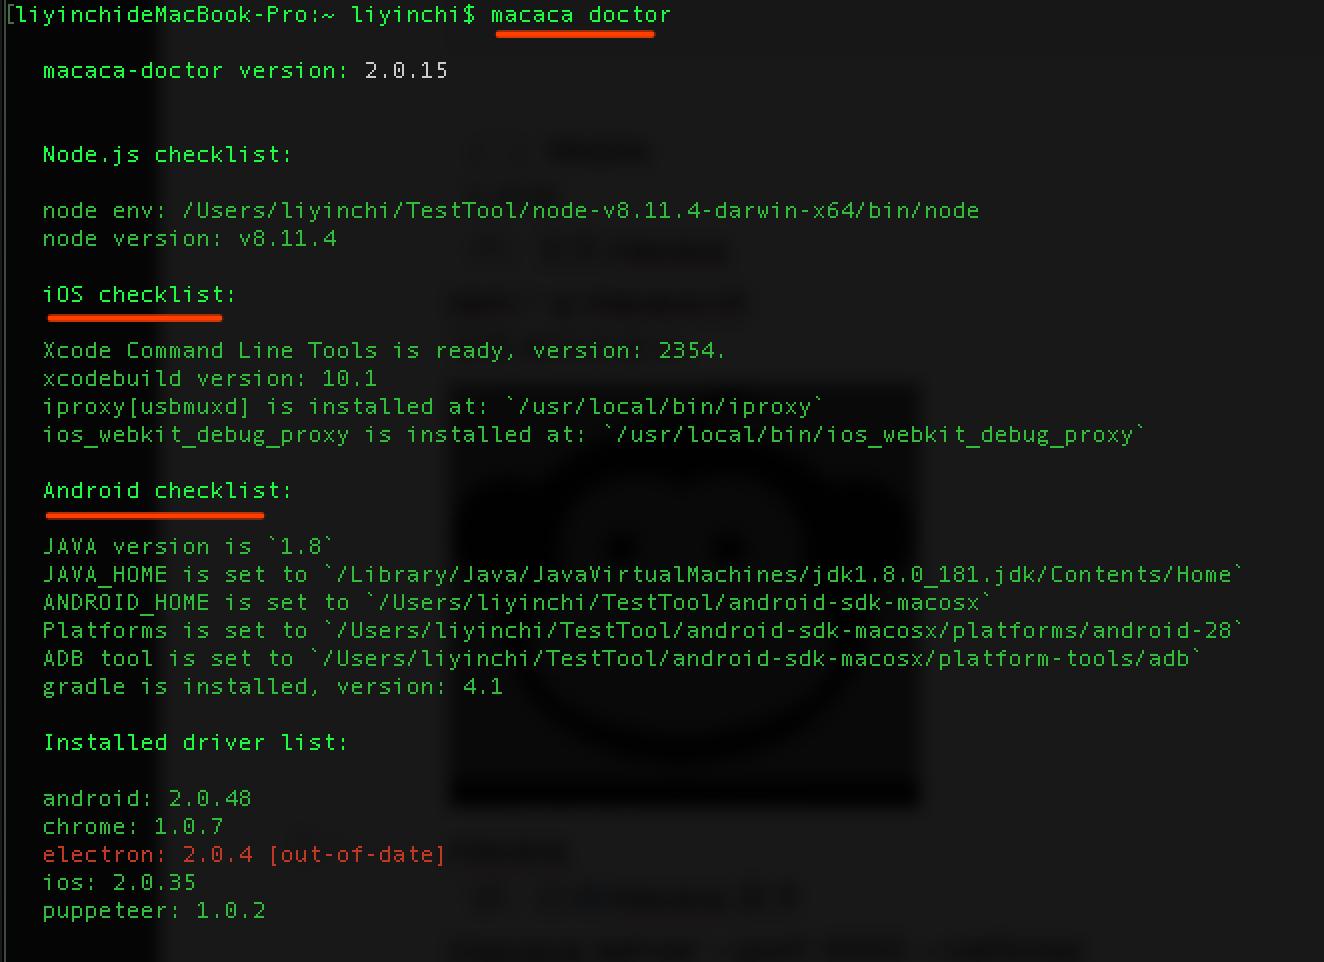 [liyinchideMacBook-Pro:~ liyinchi$ macaca doctor
macaca-doctor version: 2.0.15
Node.js checklist:
node env: /Users/liyinchi/TestTool/node-v8.11.4-darwin-x64/bin/node
node version: v8.11.4
iOS checklist:
Xcode Command Line Tools is ready, version: 2354.
xcodebuild version: 10.1
iproxy[usbmuxd] is installed at: `/usr/local/bin/iproxy`
ios_webkit_debug_proxy is installed at: `/usr/local/bin/ios_webkit_debug_proxy`
Android checklist:
JAVA version is `1.8`
JAVA_HOME is set to `/Library/Java/JavaVirtualMachines/jdk1.8.0_181.jdk/Contents/Home`
ANDROID_HOME is set to `/Users/liyinchi/TestTool/android-sdk-macosx`
Platforms is set to `/Users/liyinchi/TestTool/android-sdk-macosx/platforms/android-28`
ADB tool is set to `/Users/liyinchi/TestTool/android-sdk-macosx/platform-tools/adb`
gradle is installed, version: 4.1
Installed driver list:
android: 2.0.48
chrome: 1.0.7
electron: 2.0.4 [out-of-date]
ios: 2.0.35
puppeteer: 1.0.2